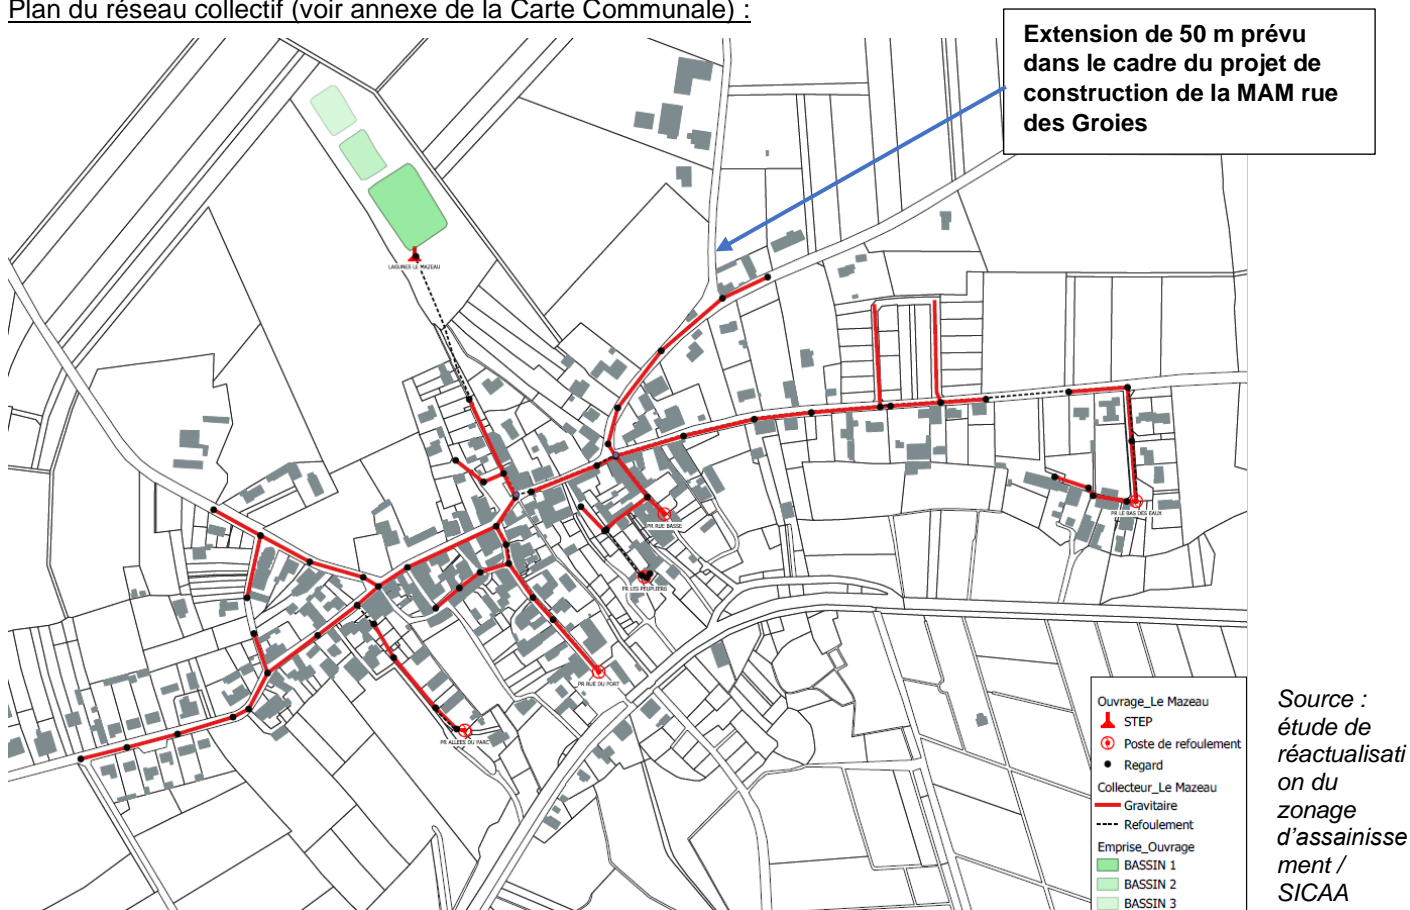 Plan du réseau collectif (voir annexe de la Carte Communale) :
Extension de 50 m prévu
dans le cadre du projet de
construction de la MAM rue
des Groies
LAGUNES LE MAZEAU
PR RUE BASSE
PR LE BAS DES EAUX
PR LES PEUPLIERS
PR RUE DU PORT
PR ALLEES DU PARC
Ouvrage_Le Mazeau
STEP
Poste de refoulement
Regard
Collecteur_Le Mazeau
Gravitaire
Refoulement
Emprise_Ouvrage
BASSIN 1
BASSIN 2
BASSIN 3
Source :
étude de
réactualisati
on du
zonage
d'assainisse
ment /
SICAA